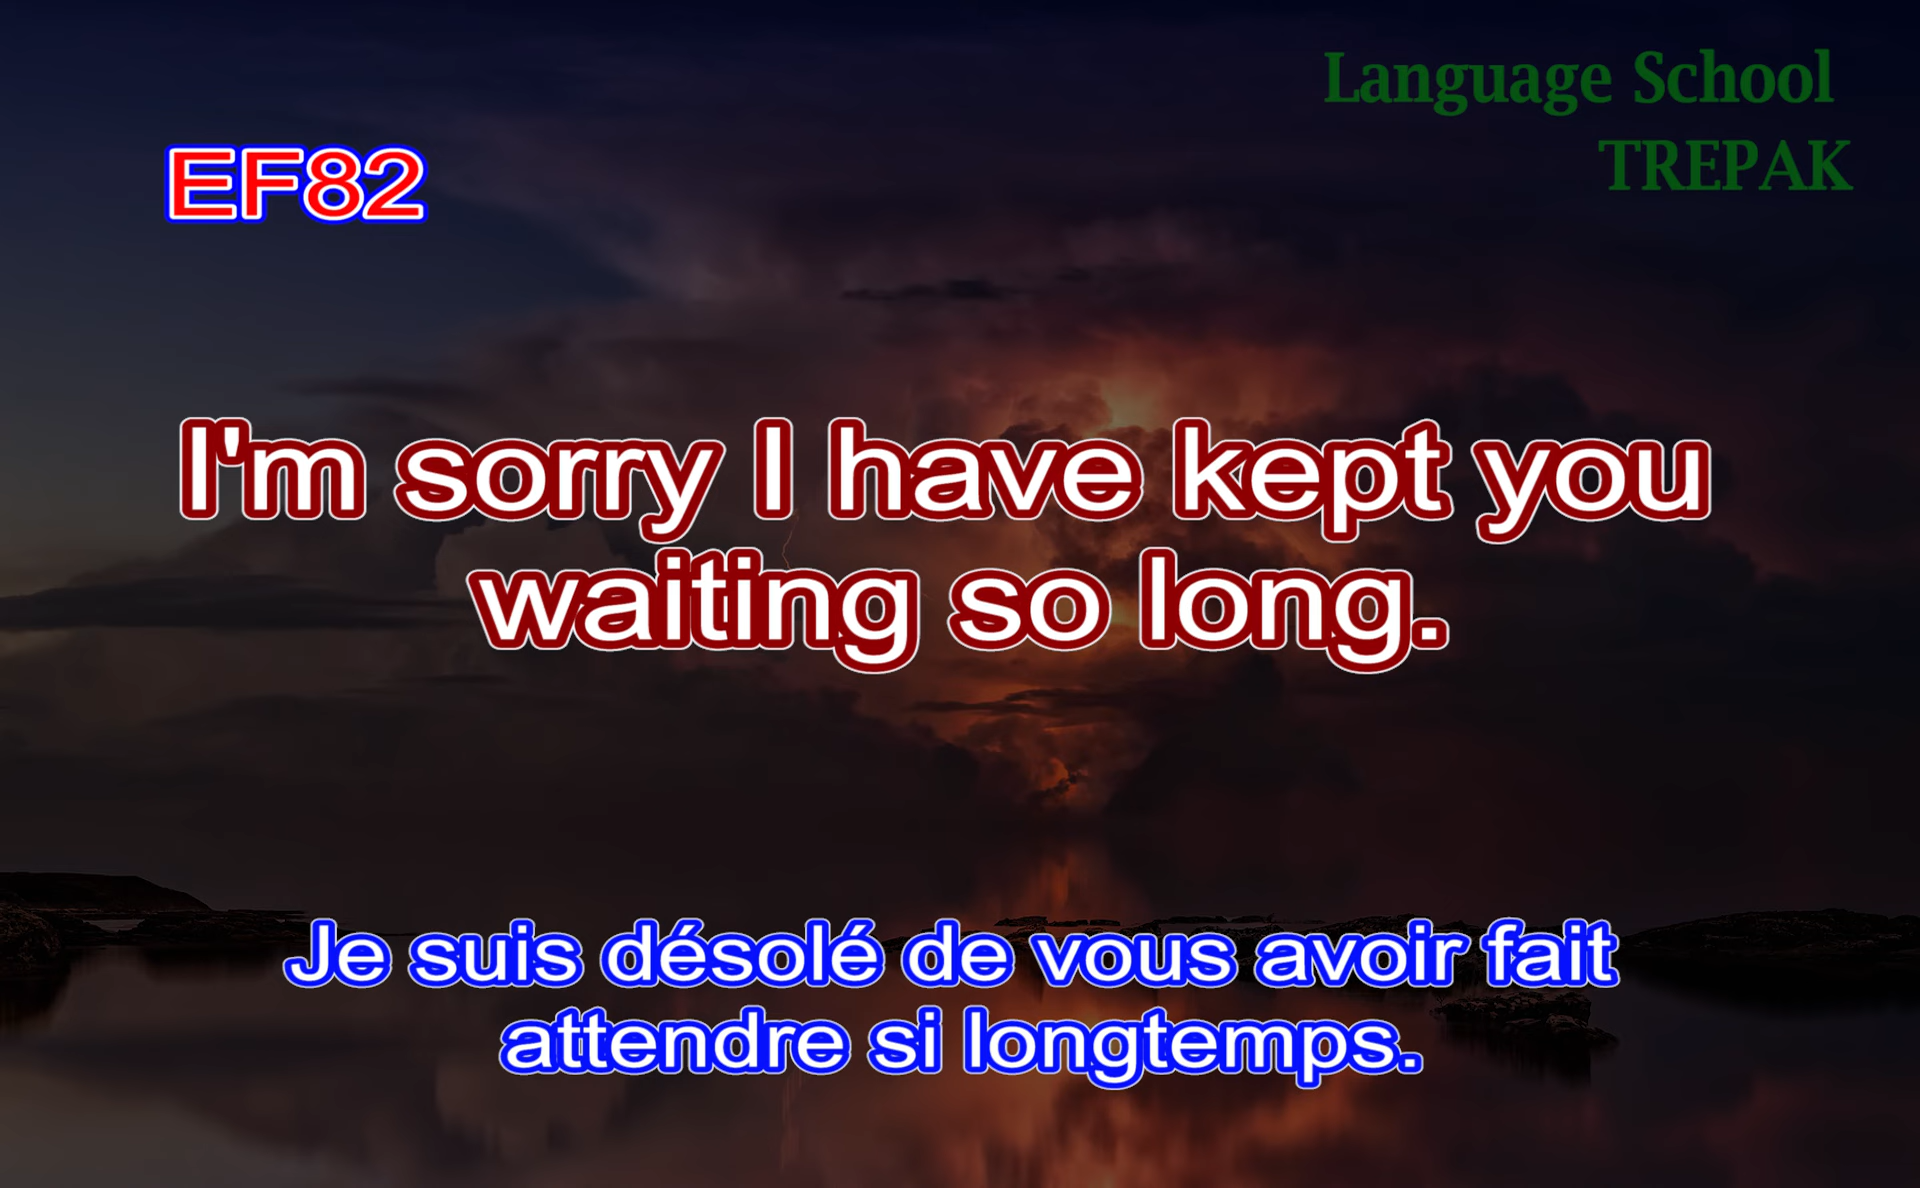 Language School
TREPAK
EF82
I'm sorry I have kept you
waiting so long.
Je suis désolé de vous avoir fait
attendre si longtemps.